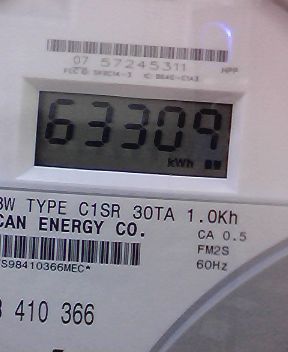 07 57245311
63309
kWh
3W TYPE C1SR 30TA 1.0Kh
CAN ENERGY CO.
CA 0.5
FM2S
S98410366MEC*
60Hz
410 366